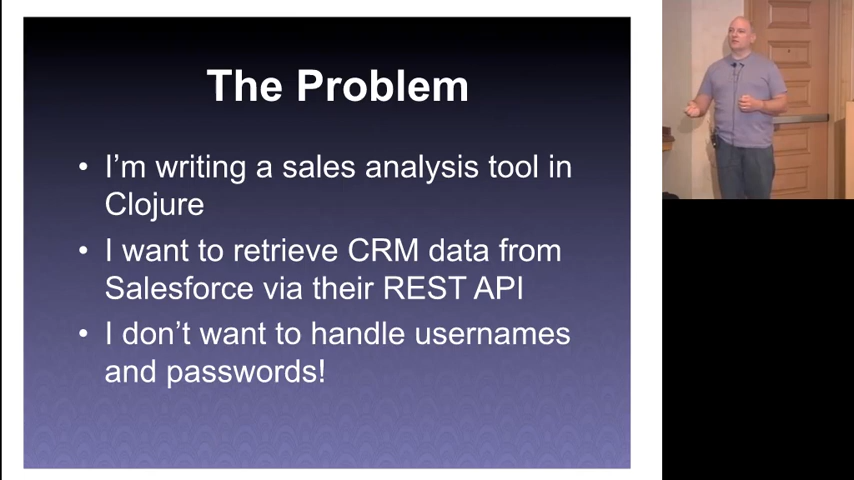 The Problem
• I'm writing a sales analysis tool in
Clojure
• I want to retrieve CRM data from
Salesforce via their REST API
• I don't want to handle usernames
and passwords!